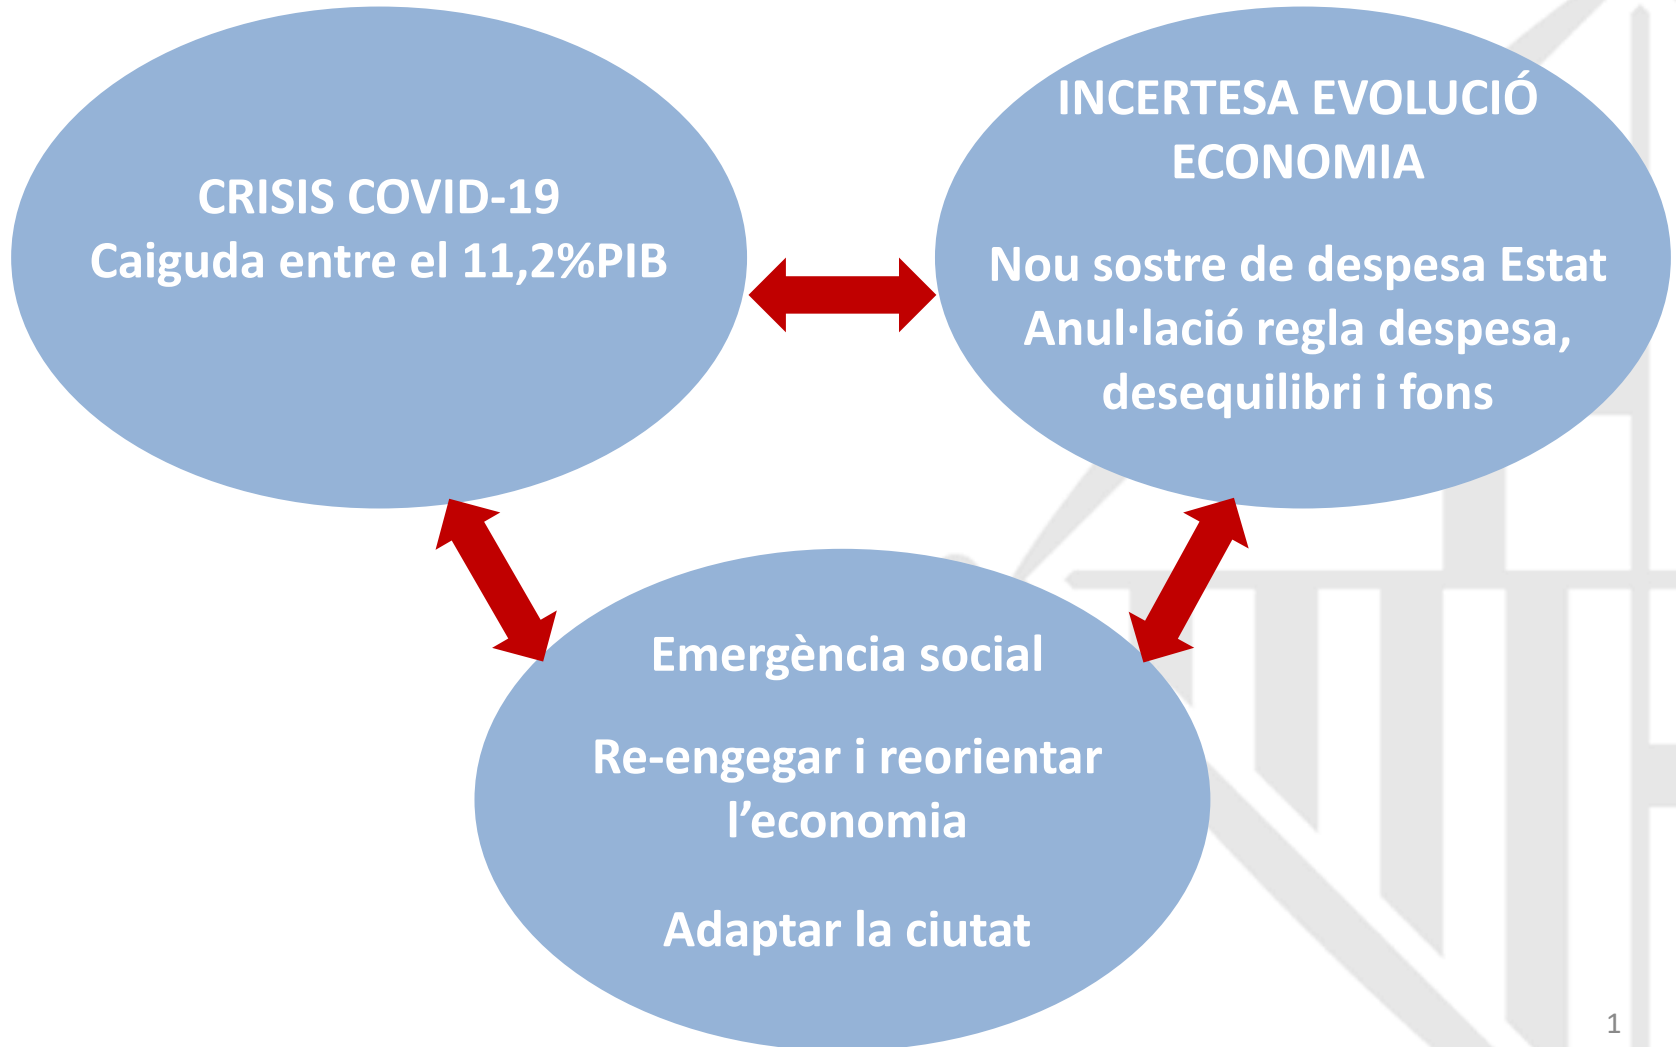 CRISIS COVID-19
Caiguda entre el 11,2%PIB
INCERTESA EVOLUCIÓ
ECONOMIA
Nou sostre de despesa Estat
Anul·lació regla despesa,
desequilibri i fons
Emergència social
Re-engegar i reorientar
l’economia
Adaptar la ciutat
1